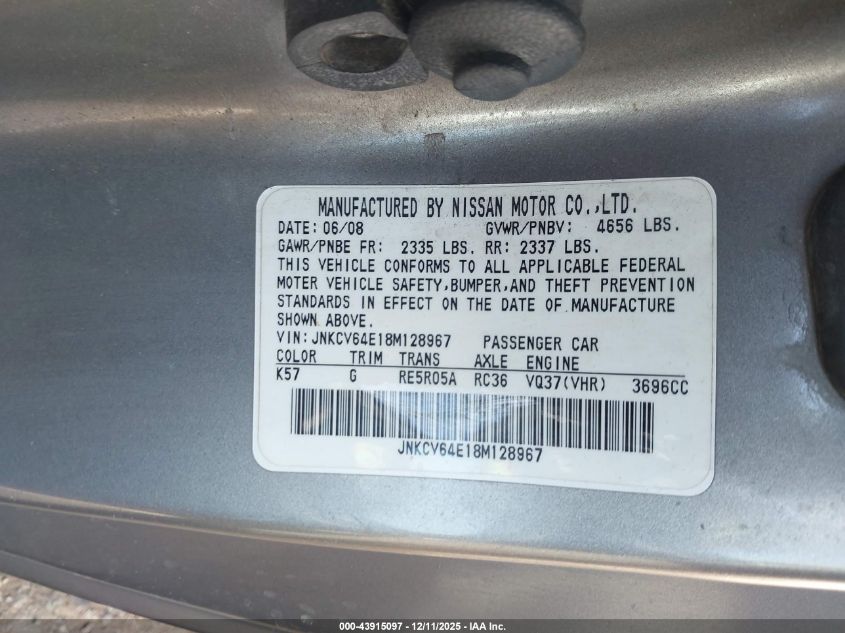 MANUFACTURED BY NISSAN MOTOR CO.,LTD.
DATE: 06/08 GVWR/PNBV: 4656 LBS.
GAWR/PNBE FR: 2335 LBS. RR: 2337 LBS.
THIS VEHICLE CONFORMS TO ALL APPLICABLE FEDERAL
MOTER VEHICLE SAFETY,BUMPER,AND THEFT PREVENTION
STANDARDS IN EFFECT ON THE DATE OF MANUFACTURE
SHOWN ABOVE.
VIN: JNKCV64E18M128967 PASSENGER CAR
COLOR TRIM TRANS AXLE ENGINE
K57 G RE5R05A RC36 VQ37(VHR) 3696CC
JNKCV64E18M128967
000-43915097 - 12/11/2025 - IAA Inc.